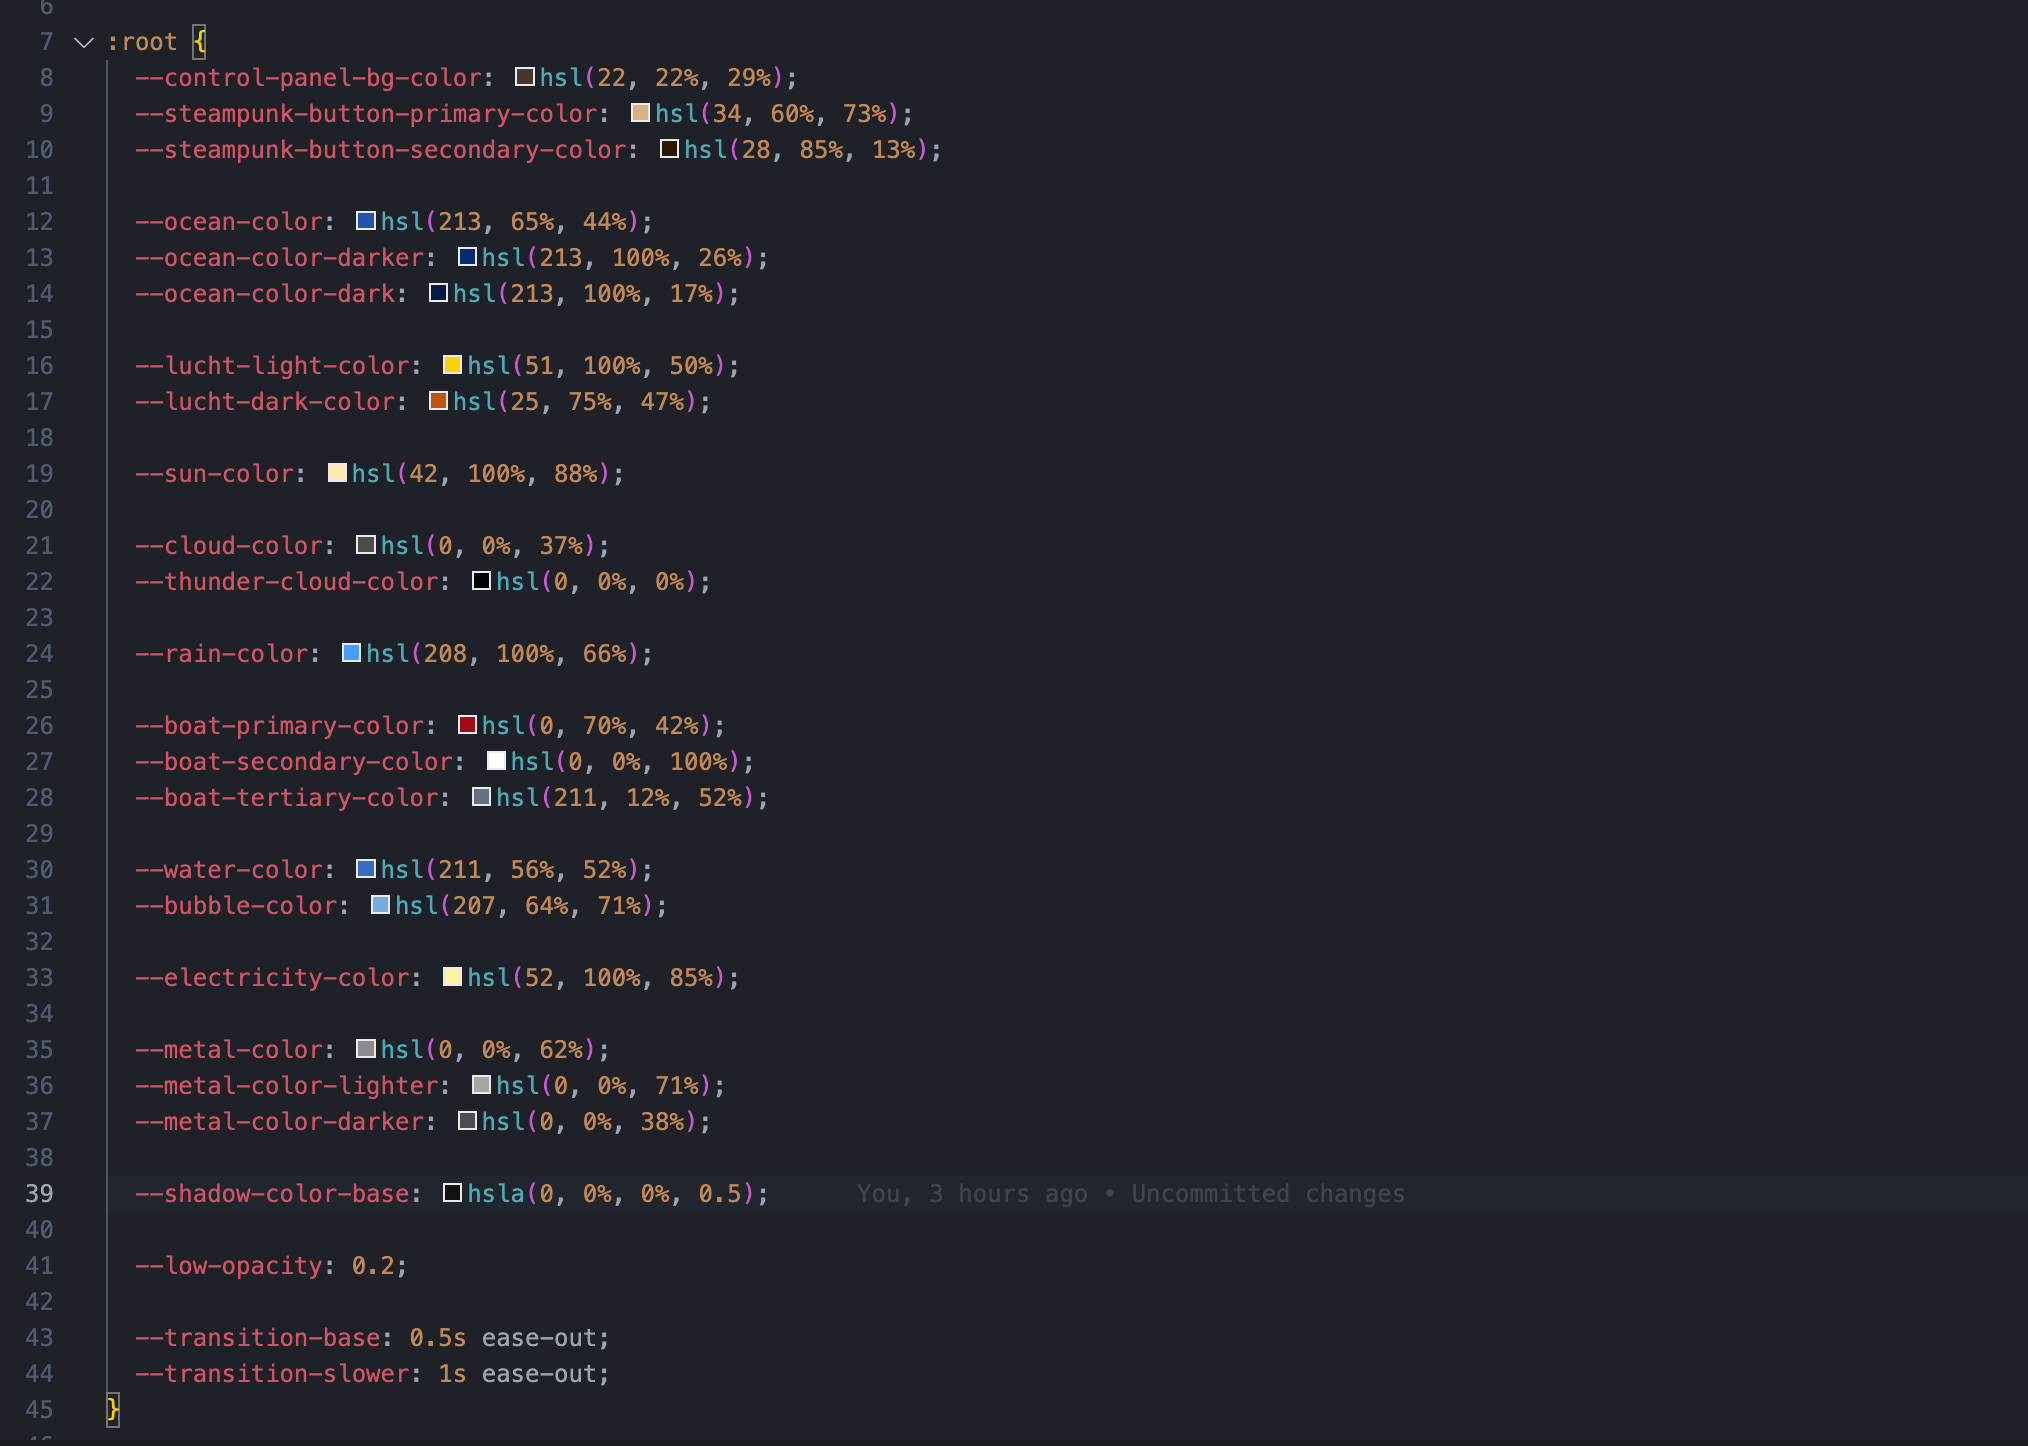 6
7 :root {
8 --control-panel-bg-color: hsl(22, 22%, 29%);
9 --steampunk-button-primary-color: hsl(34, 60%, 73%);
10 --steampunk-button-secondary-color: hsl(28, 85%, 13%);
11
12 --ocean-color: hsl(213, 65%, 44%);
13 --ocean-color-darker: hsl(213, 100%, 26%);
14 --ocean-color-dark: hsl(213, 100%, 17%);
15
16 --lucht-light-color: hsl(51, 100%, 50%);
17 --lucht-dark-color: hsl(25, 75%, 47%);
18
19 --sun-color: hsl(42, 100%, 88%);
20
21 --cloud-color: hsl(0, 0%, 37%);
22 --thunder-cloud-color: hsl(0, 0%, 0%);
23
24 --rain-color: hsl(208, 100%, 66%);
25
26 --boat-primary-color: hsl(0, 70%, 42%);
27 --boat-secondary-color: hsl(0, 0%, 100%);
28 --boat-tertiary-color: hsl(211, 12%, 52%);
29
30 --water-color: hsl(211, 56%, 52%);
31 --bubble-color: hsl(207, 64%, 71%);
32
33 --electricity-color: hsl(52, 100%, 85%);
34
35 --metal-color: hsl(0, 0%, 62%);
36 --metal-color-lighter: hsl(0, 0%, 71%);
37 --metal-color-darker: hsl(0, 0%, 38%);
38
39 --shadow-color-base: hsla(0, 0%, 0%, 0.5); You, 3 hours ago • Uncommitted changes
40
41 --low-opacity: 0.2;
42
43 --transition-base: 0.5s ease-out;
44 --transition-slower: 1s ease-out;
45 }